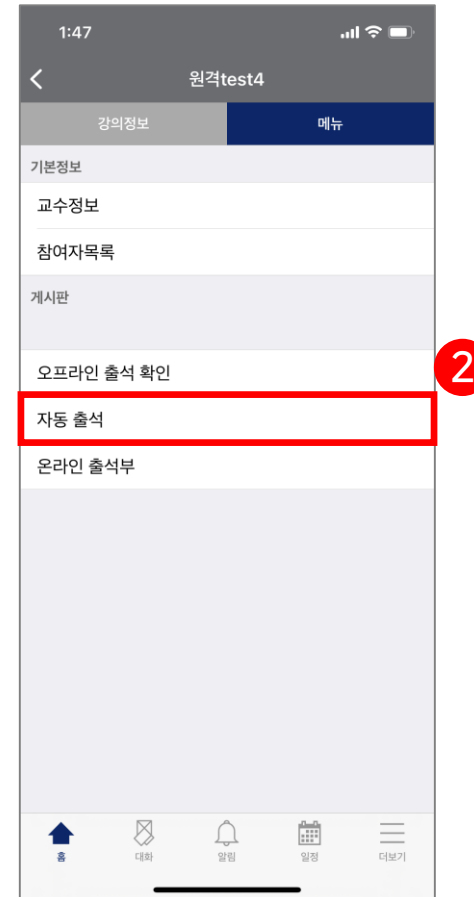 1:47
원격test4
강의정보 메뉴
기본정보
교수정보
참여자목록
게시판
오프라인 출석 확인
2
자동 출석
온라인 출석부
홈 대화 알림 일정 더보기